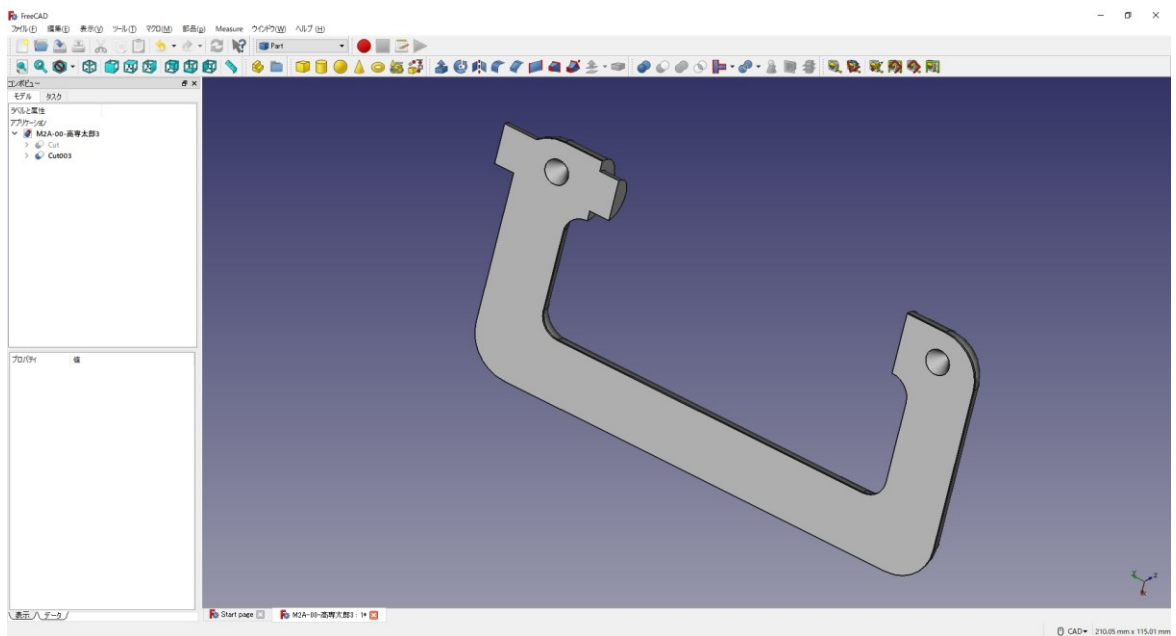 FreeCAD
ファイル(F) 編集(E) 表示(V) ツール(T) マクロ(M) 部品(p) Measure ウインドウ(W) ヘルプ(H)
Part
コンボビュー
モデル タスク
ラベルと属性
アプリケーション
M2A-00-高専太郎3
Cut
Cut003
プロパティ 値
表示 データ
Start page M2A-00-高専太郎3 : 1*
CAD 210.05 mm x 115.01 mm